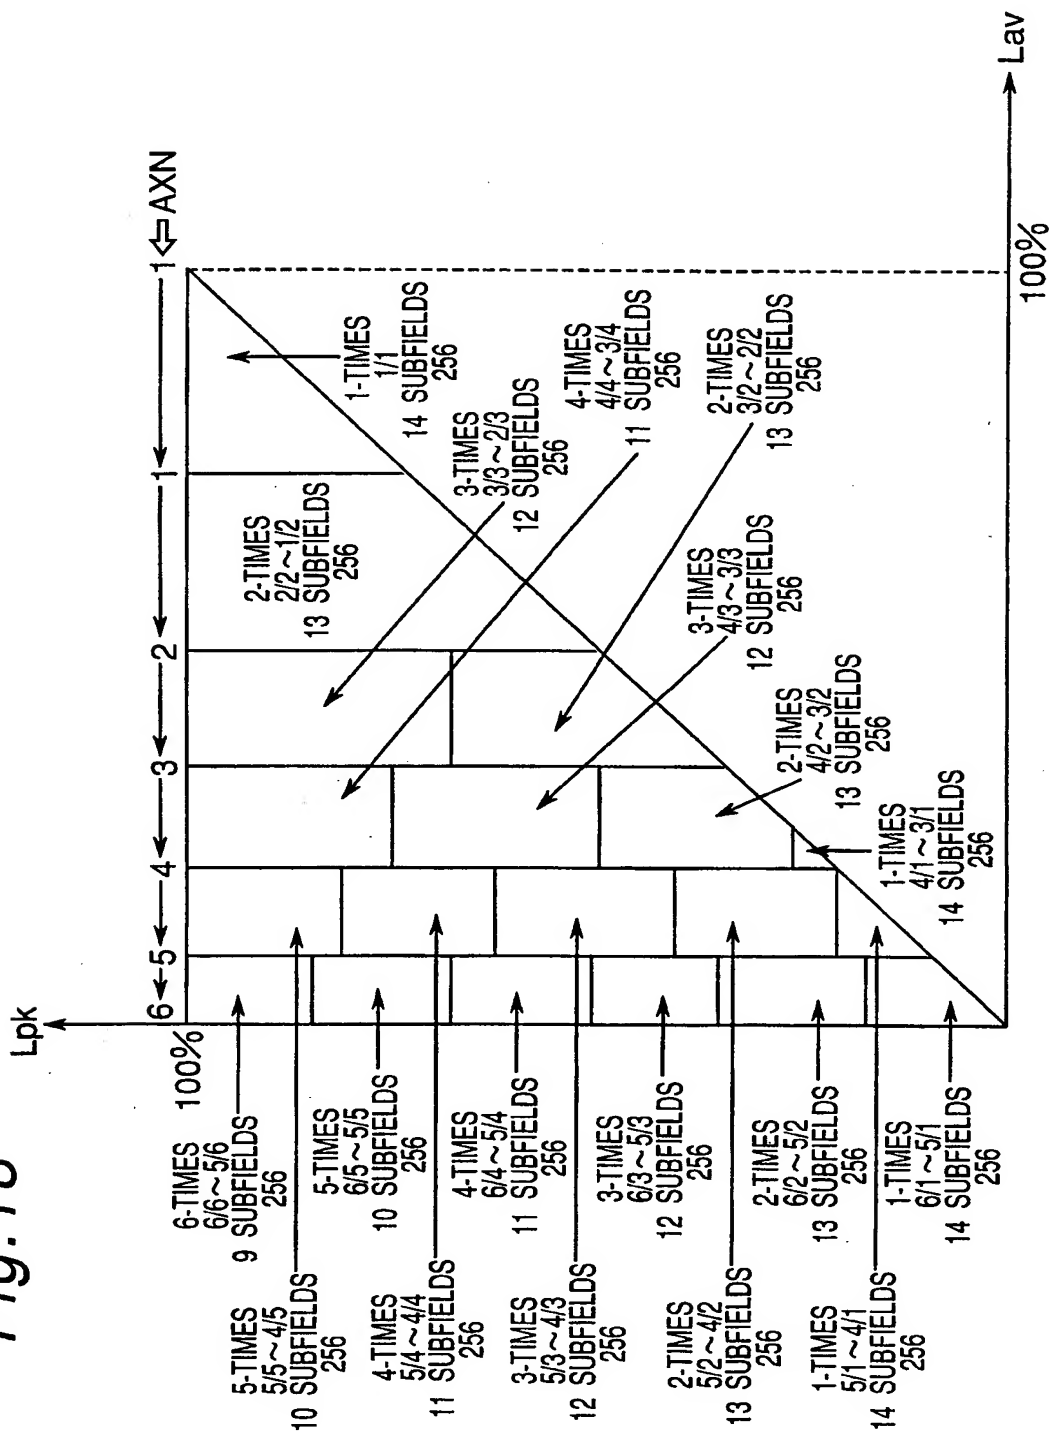 Lpk
100%
6←5←4←3←2←1←1⇦AXN
6-TIMES
6/6~5/6
9 SUBFIELDS
256
5-TIMES
5/5~4/5
10 SUBFIELDS
256
5-TIMES
6/5~5/5
10 SUBFIELDS
256
4-TIMES
5/4~4/4
11 SUBFIELDS
256
4-TIMES
6/4~5/4
11 SUBFIELDS
256
3-TIMES
5/3~4/3
12 SUBFIELDS
256
3-TIMES
6/3~5/3
12 SUBFIELDS
256
2-TIMES
5/2~4/2
13 SUBFIELDS
256
2-TIMES
6/2~5/2
13 SUBFIELDS
256
1-TIMES
5/1~4/1
14 SUBFIELDS
256
1-TIMES
6/1~5/1
14 SUBFIELDS
256
2-TIMES
2/2~1/2
13 SUBFIELDS
256
1-TIMES
1/1
14 SUBFIELDS
256
3-TIMES
3/3~2/3
12 SUBFIELDS
256
4-TIMES
4/4~3/4
11 SUBFIELDS
256
2-TIMES
3/2~2/2
13 SUBFIELDS
256
3-TIMES
4/3~3/3
12 SUBFIELDS
256
2-TIMES
4/2~3/2
13 SUBFIELDS
256
1-TIMES
4/1~3/1
14 SUBFIELDS
256
100%
Lav